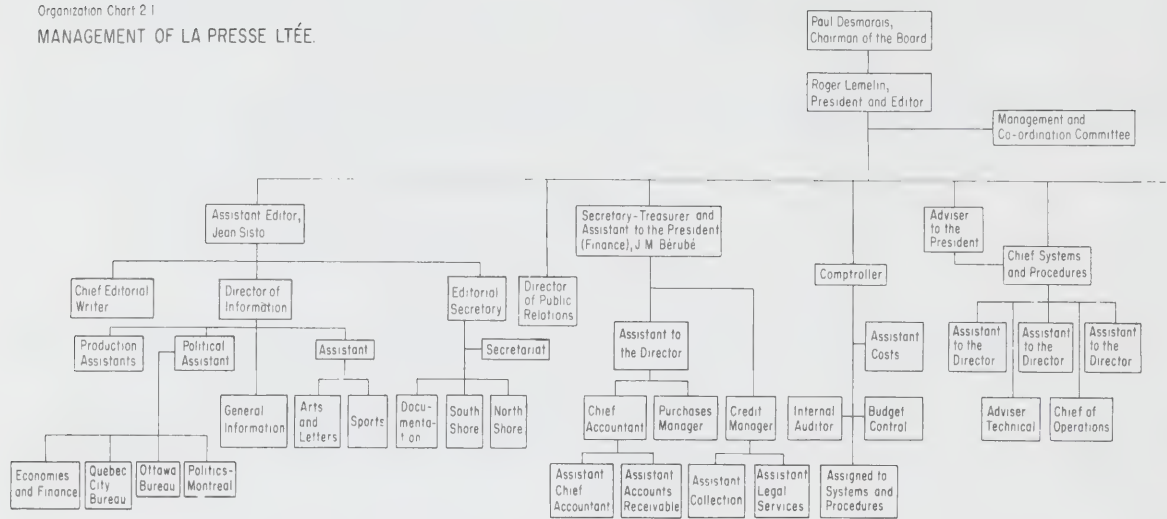 Organization Chart 2 1
MANAGEMENT OF LA PRESSE LTÉE.
Paul Desmarais,
Chairman of the Board
Roger Lemelin,
President and Editor
Management and
Co-ordination Committee
Assistant Editor,
Jean Sisto
Secretary-Treasurer and
Assistant to the President
(Finance), J M Bérubé
Adviser
to the
President
Chief Systems
and Procedures
Comptroller
Chief Editorial
Writer
Director of
Information
Editorial
Secretary
Director
of Public
Relations
Production
Assistants
Political
Assistant
Assistant
Secretariat
Assistant to
the Director
Assistant
Costs
Assistant
to the
Director
Assistant
to the
Director
Assistant
to the
Director
General
Information
Arts
and
Letters
Sports
Docu-
menta-
tion
South
Shore
North
Shore
Chief
Accountant
Purchases
Manager
Credit
Manager
Internal
Auditor
Budget
Control
Adviser
Technical
Chief of
Operations
Economies
and Finance
Quebec
City
Bureau
Ottawa
Bureau
Politics-
Montreal
Assistant
Chief
Accountant
Assistant
Accounts
Receivable
Assistant
Collection
Assistant
Legal
Services
Assigned to
Systems and
Procedures